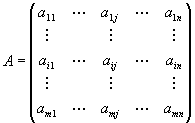 A = ( a₁₁ ⋯ a₁ⱼ ⋯ a₁ₙ
⋮ ⋮ ⋮
aᵢ₁ ⋯ aᵢⱼ ⋯ aᵢₙ
⋮ ⋮ ⋮
aₘ₁ ⋯ aₘⱼ ⋯ aₘₙ )